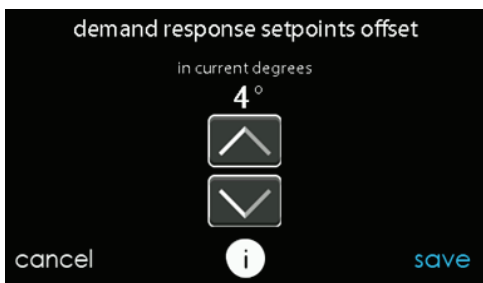 demand response setpoints offset
in current degrees
4°
cancel i save